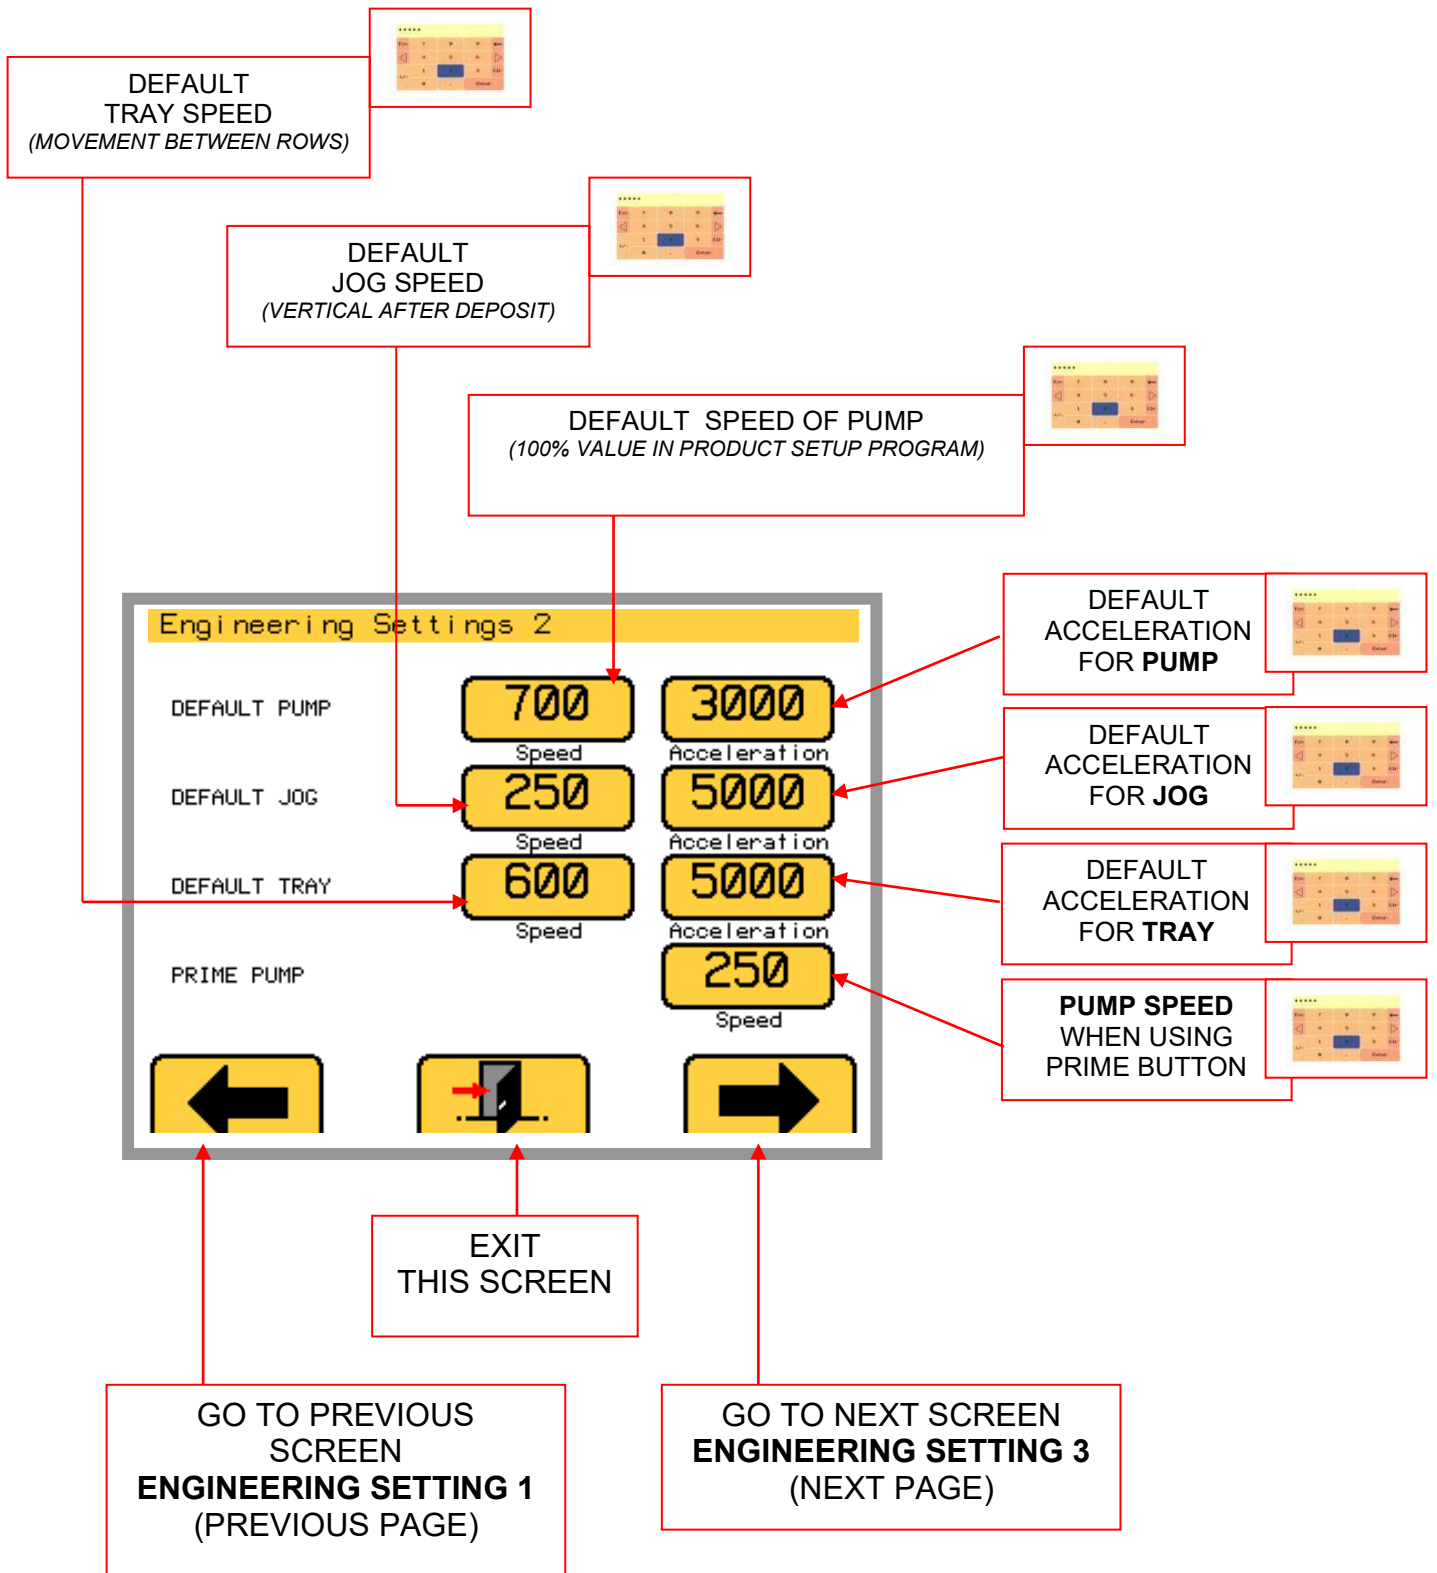 DEFAULT
TRAY SPEED
(MOVEMENT BETWEEN ROWS)
DEFAULT
JOG SPEED
(VERTICAL AFTER DEPOSIT)
DEFAULT SPEED OF PUMP
(100% VALUE IN PRODUCT SETUP PROGRAM)
Engineering Settings 2
DEFAULT PUMP
700
3000
Speed
Acceleration
DEFAULT JOG
250
5000
Speed
Acceleration
DEFAULT TRAY
600
5000
Speed
Acceleration
PRIME PUMP
250
Speed
DEFAULT
ACCELERATION
FOR PUMP
DEFAULT
ACCELERATION
FOR JOG
DEFAULT
ACCELERATION
FOR TRAY
PUMP SPEED
WHEN USING
PRIME BUTTON
EXIT
THIS SCREEN
GO TO PREVIOUS
SCREEN
ENGINEERING SETTING 1
(PREVIOUS PAGE)
GO TO NEXT SCREEN
ENGINEERING SETTING 3
(NEXT PAGE)